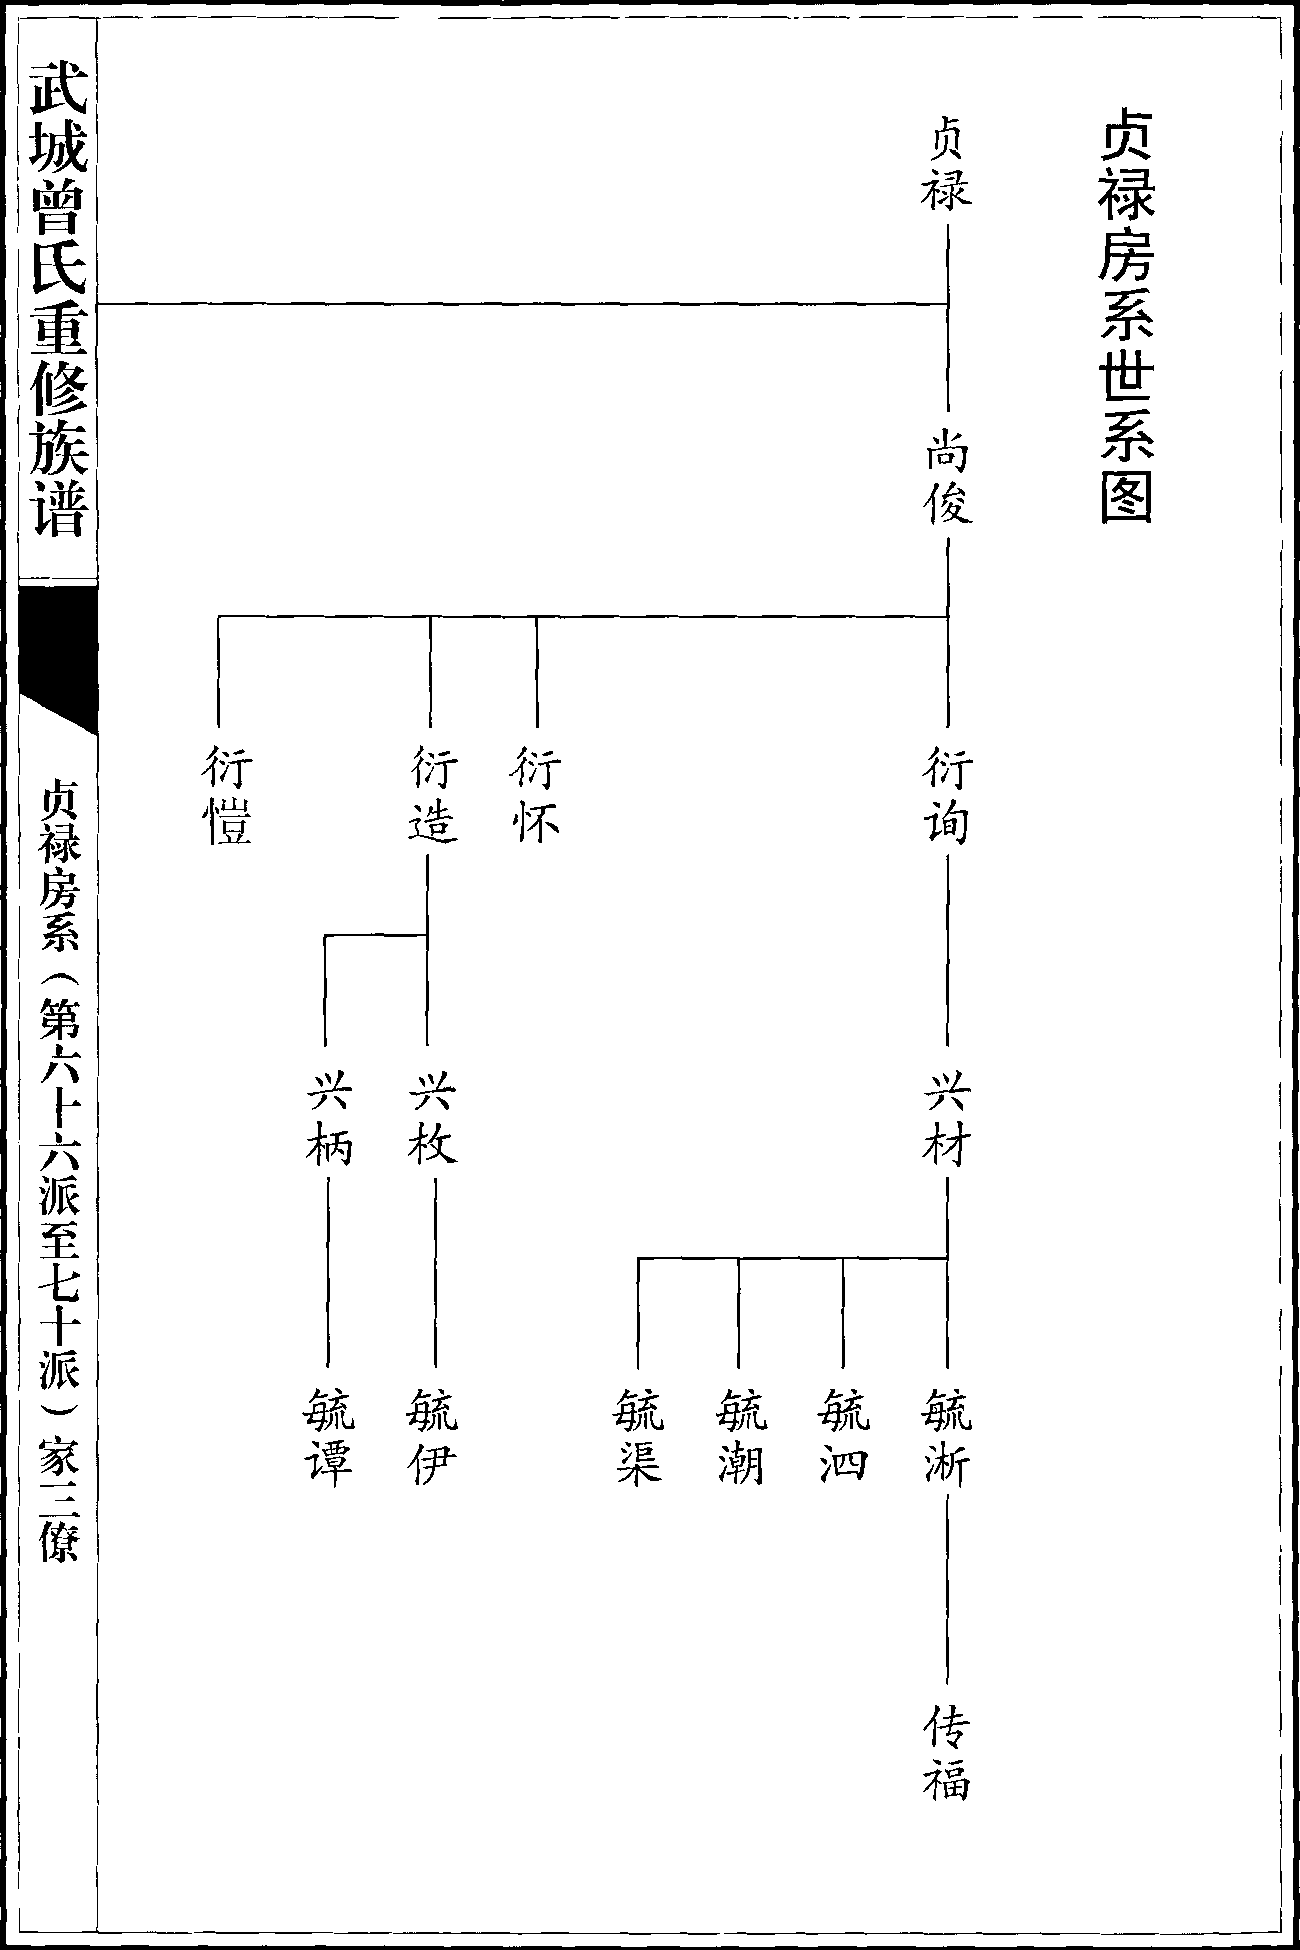 贞禄房系世系图
贞禄
尚俊
衍询
衍怀
衍造
衍愷
兴材
兴枚
兴柄
毓淅
毓泗
毓潮
毓渠
毓伊
毓谭
传福
武城曾氏重修族谱
贞禄房系（第六十六派至七十派）家三僚